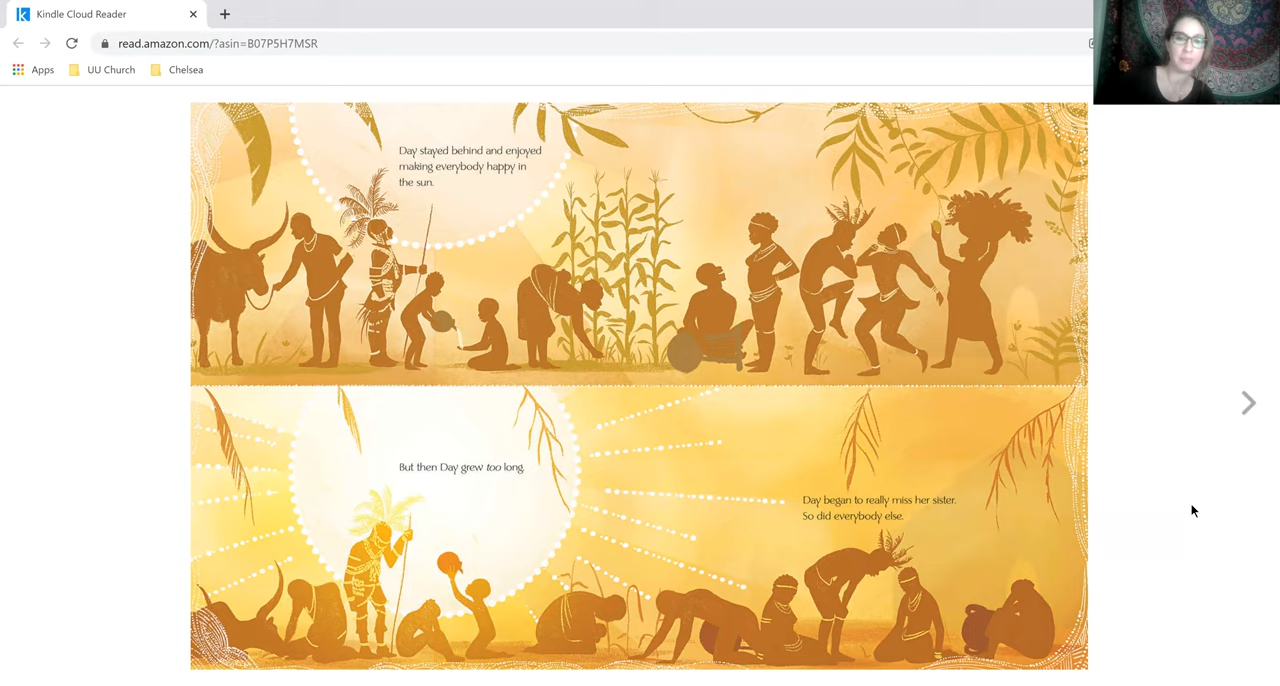 Kindle Cloud Reader
read.amazon.com/?asin=B07P5H7MSR
Apps
UU Church
Chelsea
Day stayed behind and enjoyed
making everybody happy in
the sun.
But then Day grew too long.
Day began to really miss her sister.
So did everybody else.